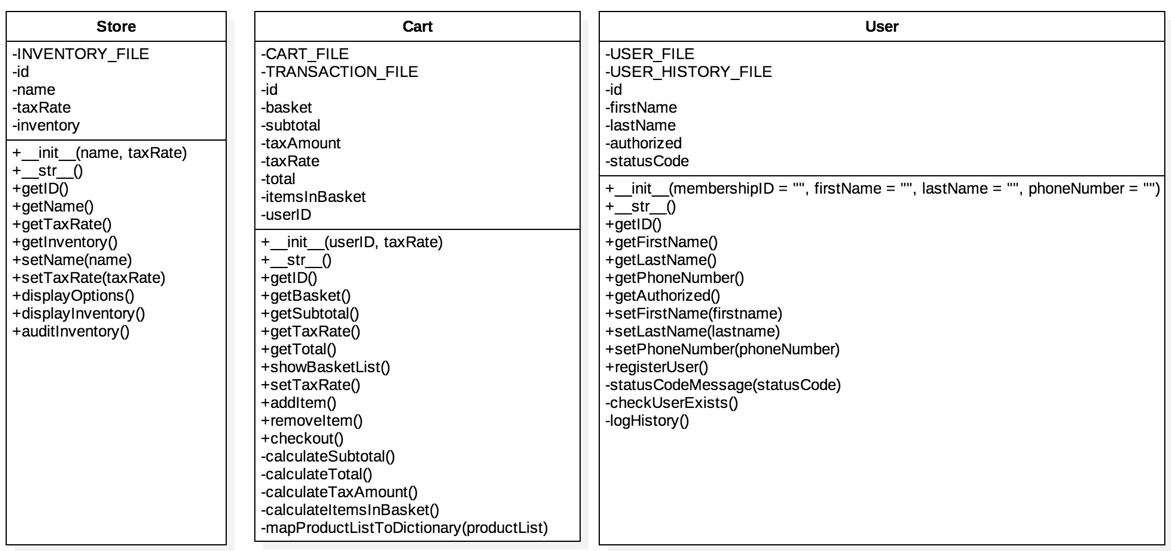 Store
-INVENTORY_FILE
-id
-name
-taxRate
-inventory
+__init__(name, taxRate)
+__str__()
+getID()
+getName()
+getTaxRate()
+getInventory()
+setName(name)
+setTaxRate(taxRate)
+displayOptions()
+displayInventory()
+auditInventory()
Cart
-CART_FILE
-TRANSACTION_FILE
-id
-basket
-subtotal
-taxAmount
-taxRate
-total
-itemsInBasket
-userID
+__init__(userID, taxRate)
+__str__()
+getID()
+getBasket()
+getSubtotal()
+getTaxRate()
+getTotal()
+showBasketList()
+setTaxRate()
+addItem()
+removeItem()
+checkout()
-calculateSubtotal()
-calculateTotal()
-calculateTaxAmount()
-calculateItemsInBasket()
-mapProductListToDictionary(productList)
User
-USER_FILE
-USER_HISTORY_FILE
-id
-firstName
-lastName
-authorized
-statusCode
+__init__(membershipID = "", firstName = "", lastName = "", phoneNumber = "")
+__str__()
+getID()
+getFirstName()
+getLastName()
+getPhoneNumber()
+getAuthorized()
+setFirstName(firstname)
+setLastName(lastname)
+setPhoneNumber(phoneNumber)
+registerUser()
-statusCodeMessage(statusCode)
-checkUserExists()
-logHistory()